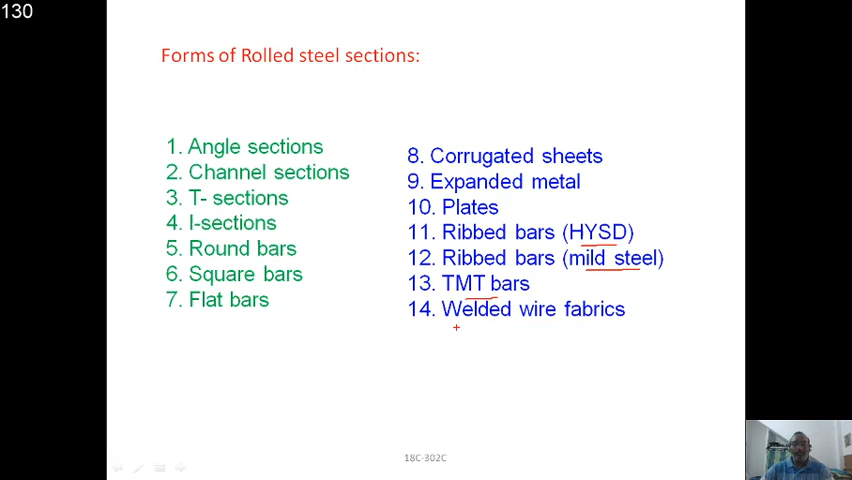 130
Forms of Rolled steel sections:
1. Angle sections
2. Channel sections
3. T- sections
4. I-sections
5. Round bars
6. Square bars
7. Flat bars
8. Corrugated sheets
9. Expanded metal
10. Plates
11. Ribbed bars (HYSD)
12. Ribbed bars (mild steel)
13. TMT bars
14. Welded wire fabrics
18C-302C